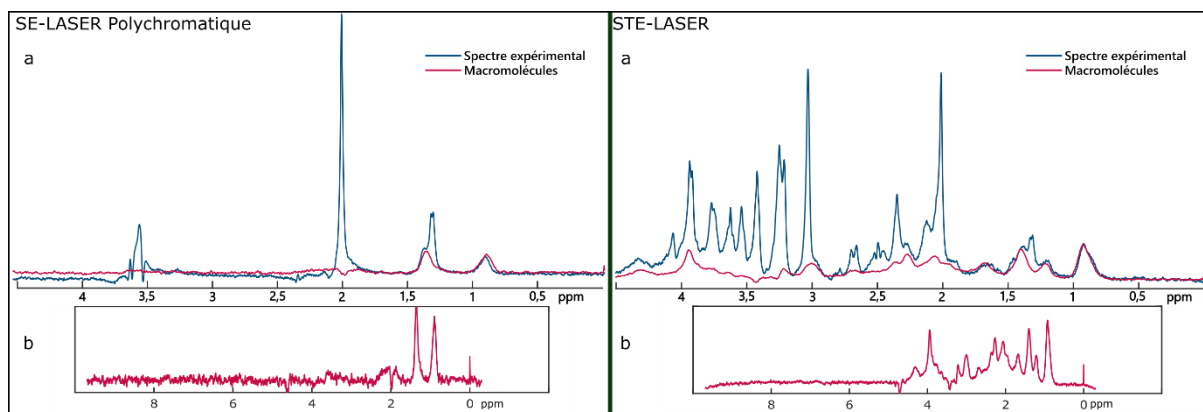 SE-LASER Polychromatique
a
Spectre expérimental
Macromolécules
4 3,5 3 2,5 2 1,5 1 0,5 ppm
b
8 6 4 2 0 ppm
STE-LASER
a
Spectre expérimental
Macromolécules
4 3,5 3 2,5 2 1,5 1 0,5 ppm
b
8 6 4 2 0 ppm